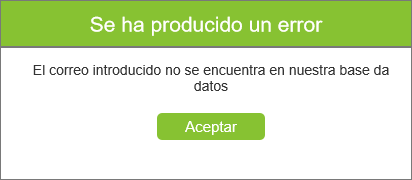 Se ha producido un error
El correo introducido no se encuentra en nuestra base da
datos
Aceptar